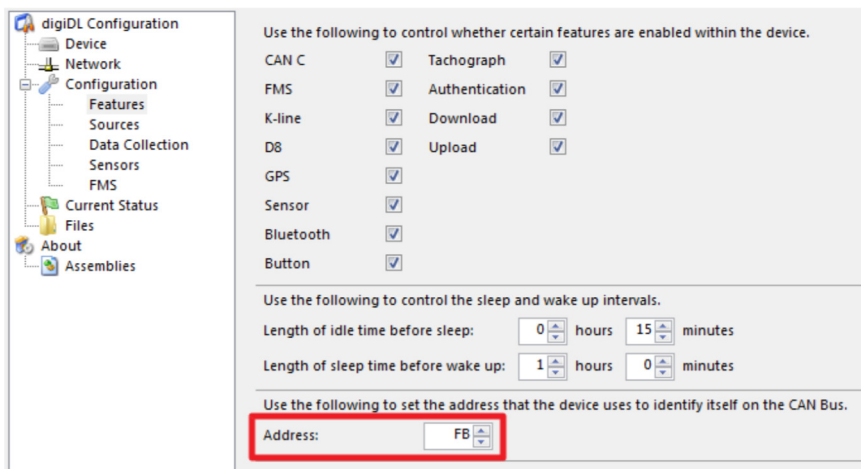 digiDL Configuration
Device
Network
Configuration
Features
Sources
Data Collection
Sensors
FMS
Current Status
Files
About
Assemblies
Use the following to control whether certain features are enabled within the device.
CAN C Tachograph
FMS Authentication
K-line Download
D8 Upload
GPS
Sensor
Bluetooth
Button
Use the following to control the sleep and wake up intervals.
Length of idle time before sleep: 0 hours 15 minutes
Length of sleep time before wake up: 1 hours 0 minutes
Use the following to set the address that the device uses to identify itself on the CAN Bus.
Address: FB